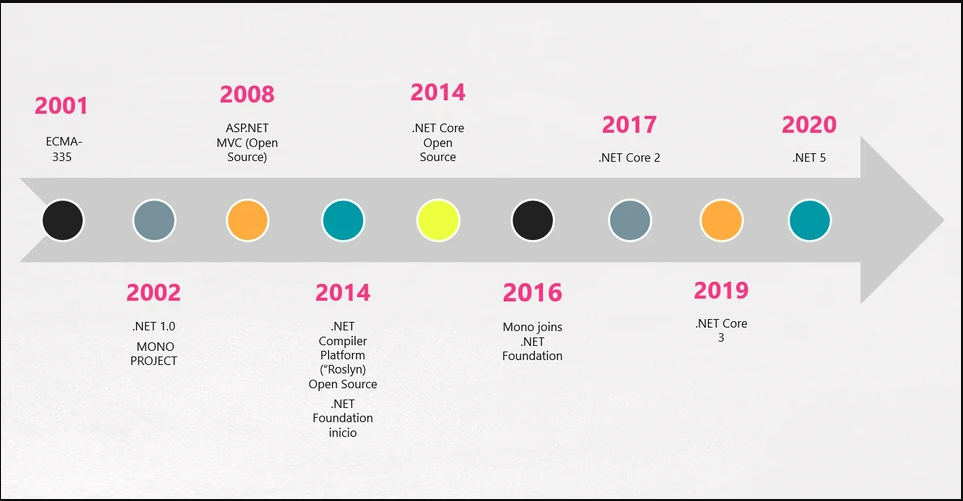 2001
ECMA-
335
2002
.NET 1.0
MONO
PROJECT
2008
ASP.NET
MVC (Open
Source)
2014
.NET
Compiler
Platform
("Roslyn)
Open Source
.NET
Foundation
inicio
2014
.NET Core
Open
Source
2016
Mono joins
.NET
Foundation
2017
.NET Core 2
2019
.NET Core
3
2020
.NET 5